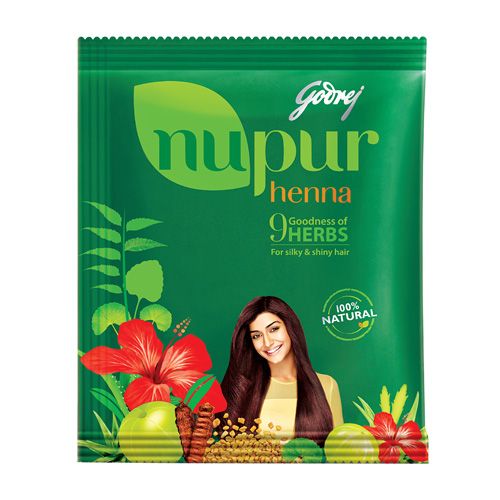 Godrej
nupur
henna
9 Goodness of
HERBS
For silky & shiny hair
100%
NATURAL